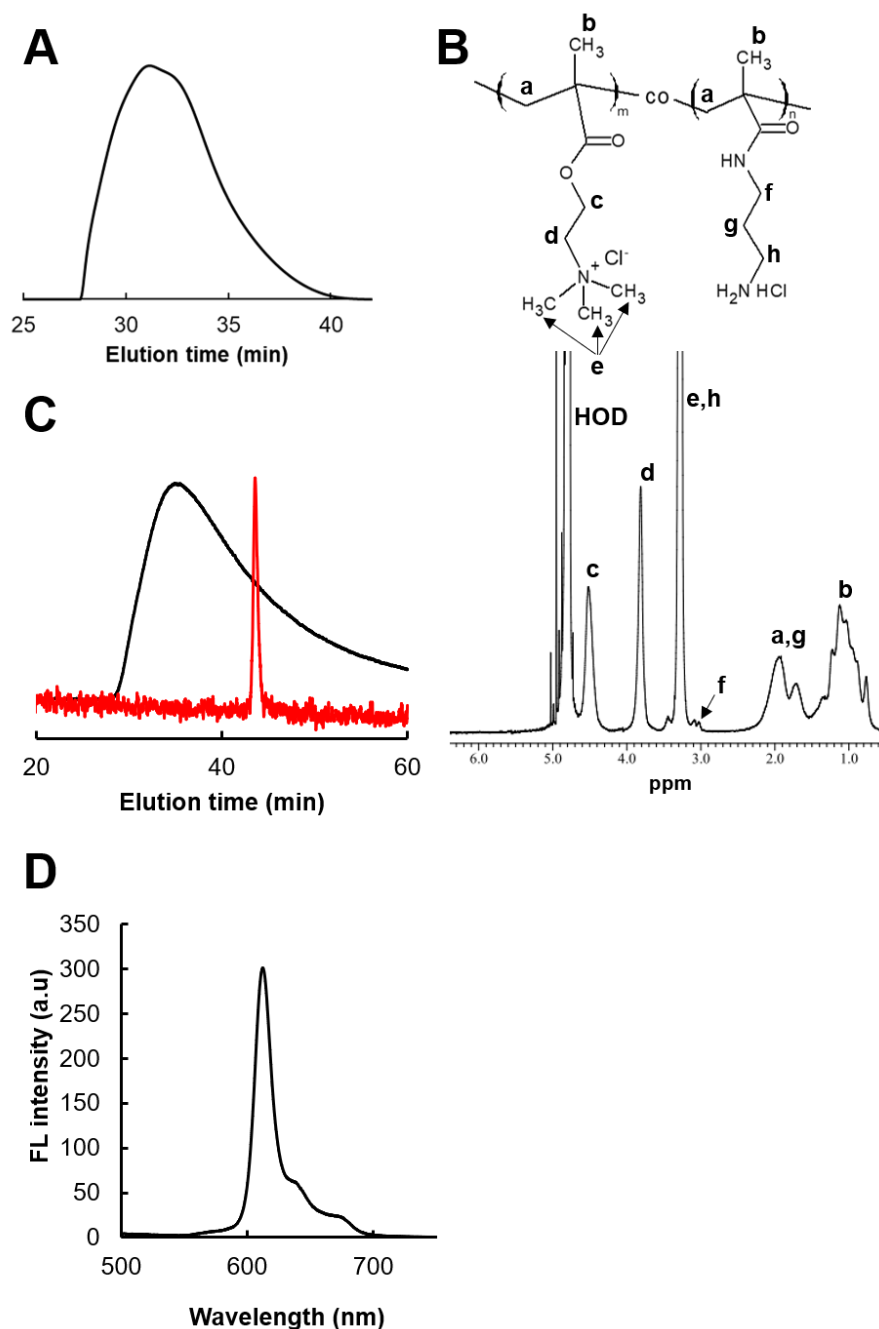 A
25
30
35
40
Elution time (min)
B
b
b
CH3
CH3
a
m
co
a
n
O
O
O
HN
c
f
d
g
h
Cl-
N+
H3C
CH3
CH3
H2N HCl
e
HOD
e,h
d
c
a,g
b
f
6.0
5.0
4.0
3.0
2.0
1.0
ppm
C
20
40
60
Elution time (min)
D
FL intensity (a.u)
350
300
250
200
150
100
50
0
500
600
700
Wavelength (nm)